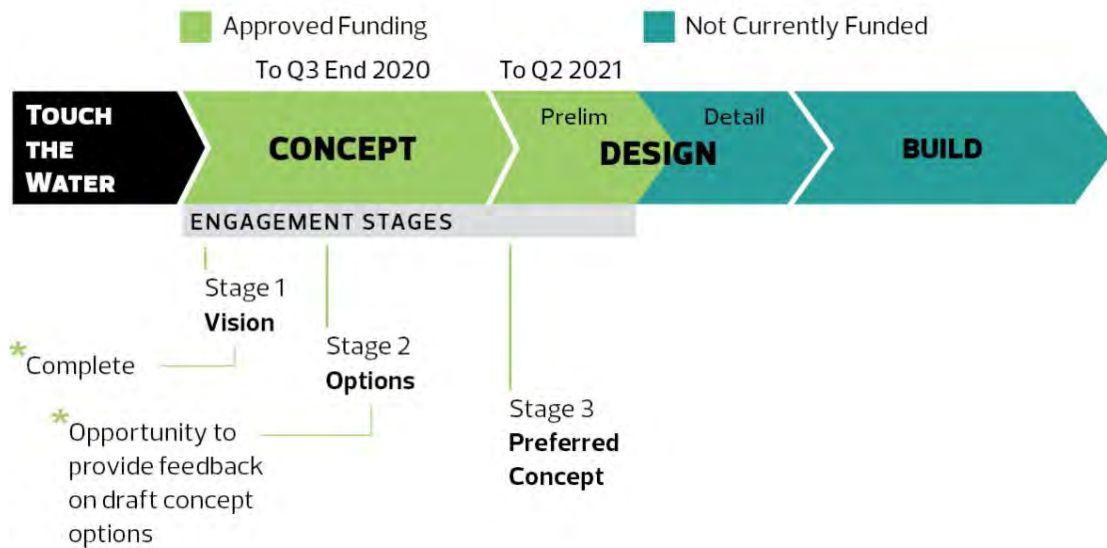 Approved Funding
Not Currently Funded
To Q3 End 2020
To Q2 2021
TOUCH
THE
WATER
CONCEPT
Prelim
Detail
DESIGN
BUILD
ENGAGEMENT STAGES
Stage 1
Vision
*Complete
Stage 2
Options
*Opportunity to
provide feedback
on draft concept
options
Stage 3
Preferred
Concept